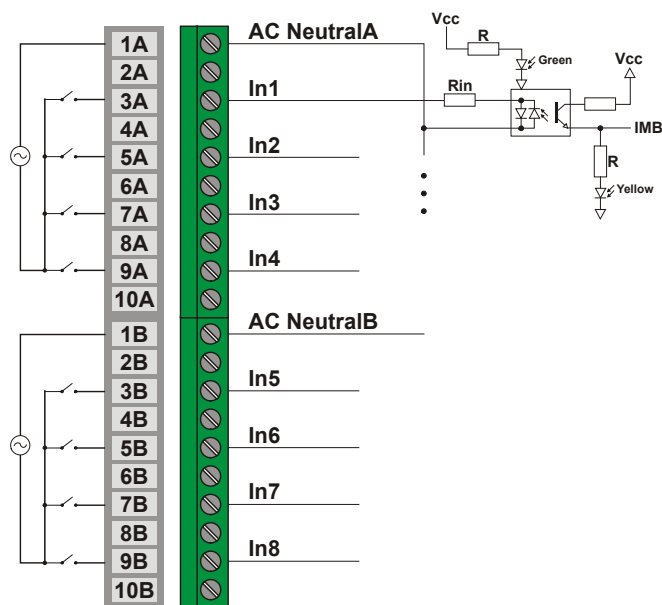 1A
2A
3A
4A
5A
6A
7A
8A
9A
10A
1B
2B
3B
4B
5B
6B
7B
8B
9B
10B
AC NeutralA
In1
In2
In3
In4
AC NeutralB
In5
In6
In7
In8
Vcc
R
Green
Rin
Vcc
IMB
R
Yellow